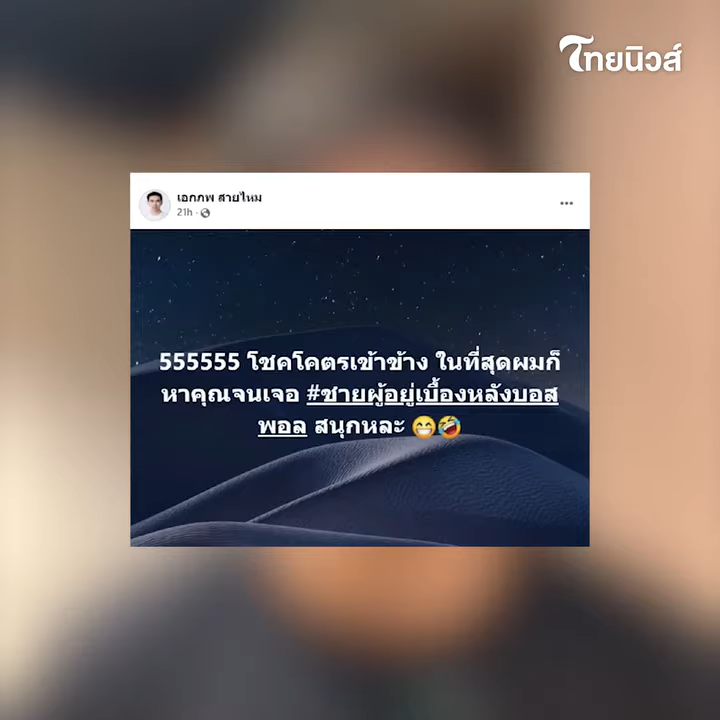 ไทยนิวส์
เอกภพ สายไหม
21h
555555 โชคโคตรเข้าข้าง ในที่สุดผมก็
หาคุณจนเจอ #ชายผู้อยู่เบื้องหลังบอส
พอล สนุกหละ 😁🤣